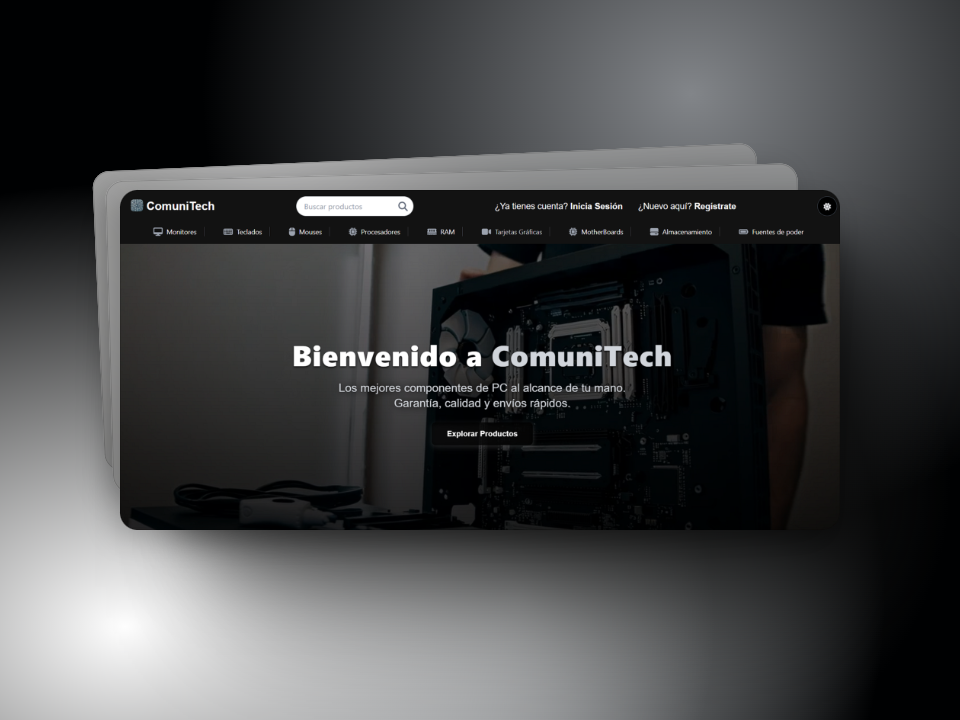 ComuniTech
Buscar productos
¿Ya tienes cuenta? Inicia Sesión
¿Nuevo aquí? Registrate
Monitores
Teclados
Mouses
Procesadores
RAM
Tarjetas Gráficas
MotherBoards
Almacenamiento
Fuentes de poder
Bienvenido a ComuniTech
Los mejores componentes de PC al alcance de tu mano.
Garantía, calidad y envíos rápidos.
Explorar Productos